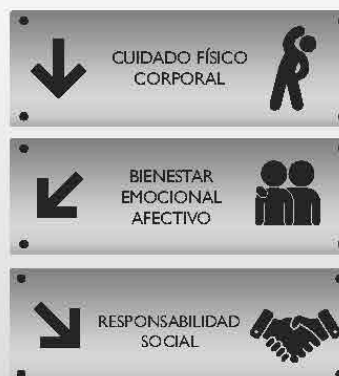 CUIDADO FÍSICO
CORPORAL
BIENESTAR
EMOCIONAL
AFECTIVO
RESPONSABILIDAD
SOCIAL